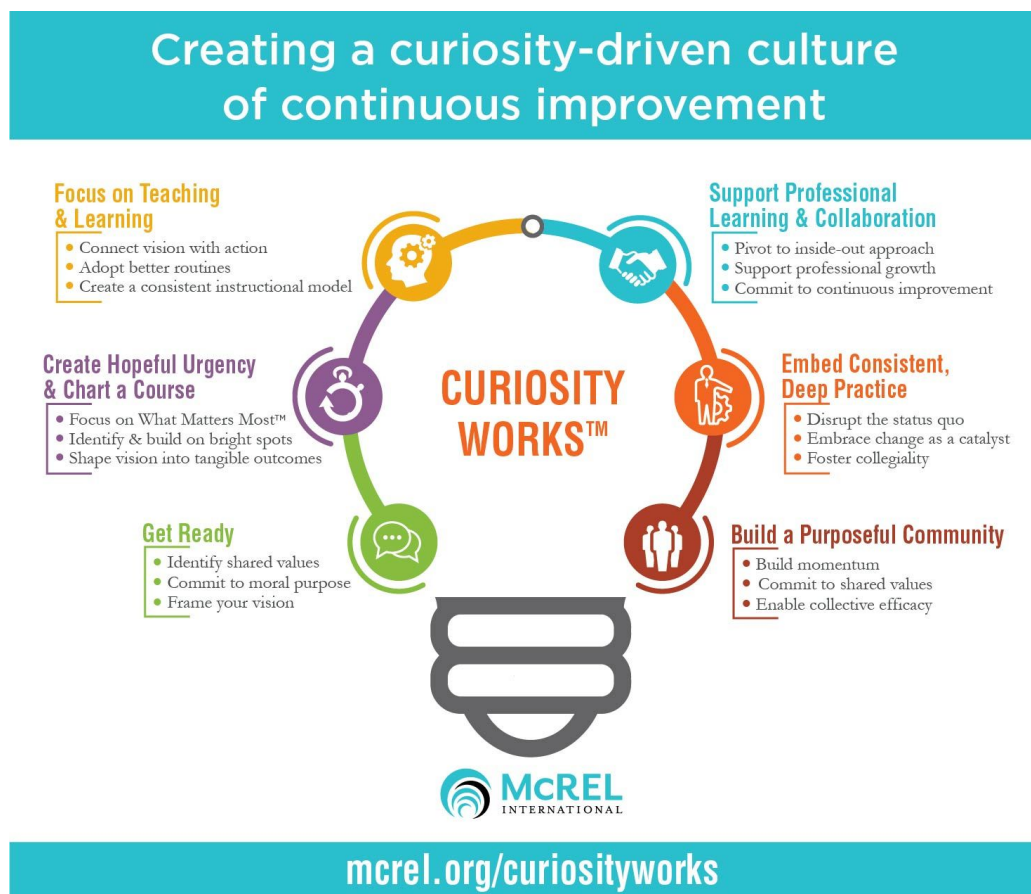 Creating a curiosity-driven culture
of continuous improvement
Focus on Teaching
& Learning
• Connect vision with action
• Adopt better routines
• Create a consistent instructional model
Support Professional
Learning & Collaboration
• Pivot to inside-out approach
• Support professional growth
• Commit to continuous improvement
Create Hopeful Urgency
& Chart a Course
• Focus on What Matters Most™
• Identify & build on bright spots
• Shape vision into tangible outcomes
CURIOSITY
WORKS™
Embed Consistent,
Deep Practice
• Disrupt the status quo
• Embrace change as a catalyst
• Foster collegiality
Get Ready
• Identify shared values
• Commit to moral purpose
• Frame your vision
Build a Purposeful Community
• Build momentum
• Commit to shared values
• Enable collective efficacy
McREL
INTERNATIONAL
mcrel.org/curiosityworks